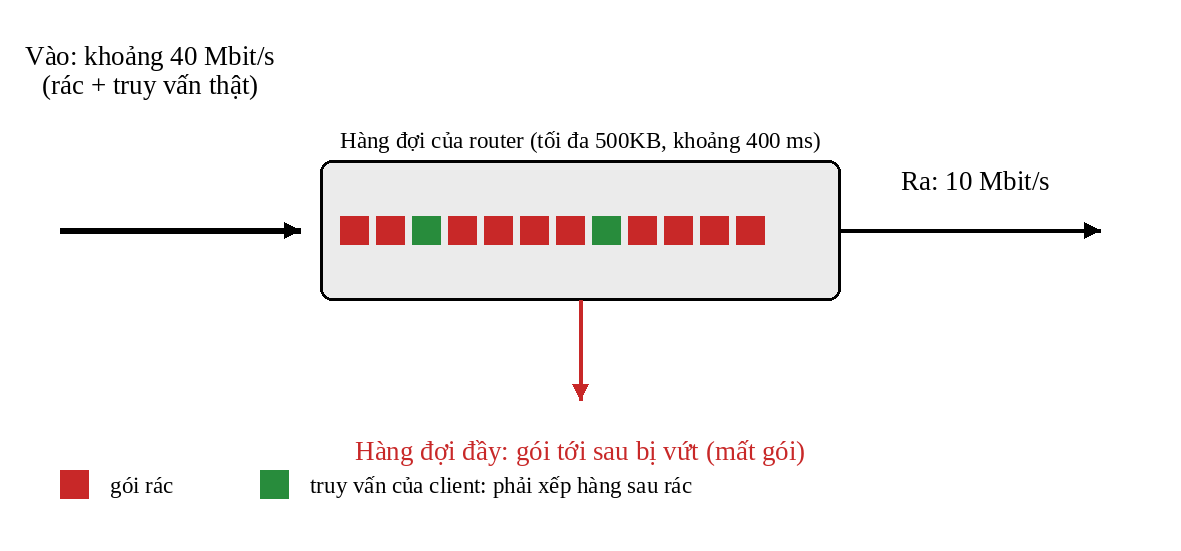 Vào: khoảng 40 Mbit/s
(rác + truy vấn thật)
Hàng đợi của router (tối đa 500KB, khoảng 400 ms)
Ra: 10 Mbit/s
Hàng đợi đầy: gói tới sau bị vứt (mất gói)
gói rác
truy vấn của client: phải xếp hàng sau rác